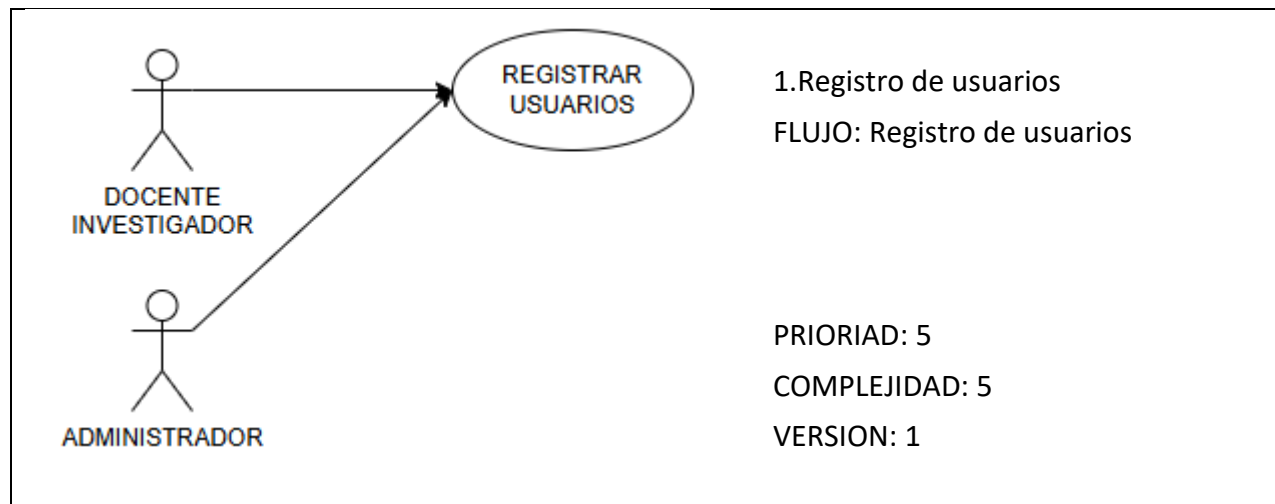 REGISTRAR
USUARIOS
DOCENTE
INVESTIGADOR
ADMINISTRADOR
1.Registro de usuarios
FLUJO: Registro de usuarios
PRIORIAD: 5
COMPLEJIDAD: 5
VERSION: 1